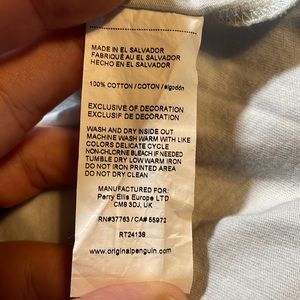 MADE IN EL SALVADOR
FABRIQUÉ AU EL SALVADOR
HECHO EN EL SALVADOR
100% COTTON / COTON / algodón
EXCLUSIVE OF DECORATION
EXCLUSIF DE DECORATION
WASH AND DRY INSIDE OUT
MACHINE WASH WARM WITH LIKE
COLORS DELICATE CYCLE
NON-CHLORINE BLEACH IF NEEDED
TUMBLE DRY LOW WARM IRON
DO NOT IRON PRINTED AREA
DO NOT DRY CLEAN
MANUFACTURED FOR:
Perry Ellis Europe LTD
CM9 3DJ, UK
RN#37763 / CA# 55972
RT24139
www.originalpenguin.com